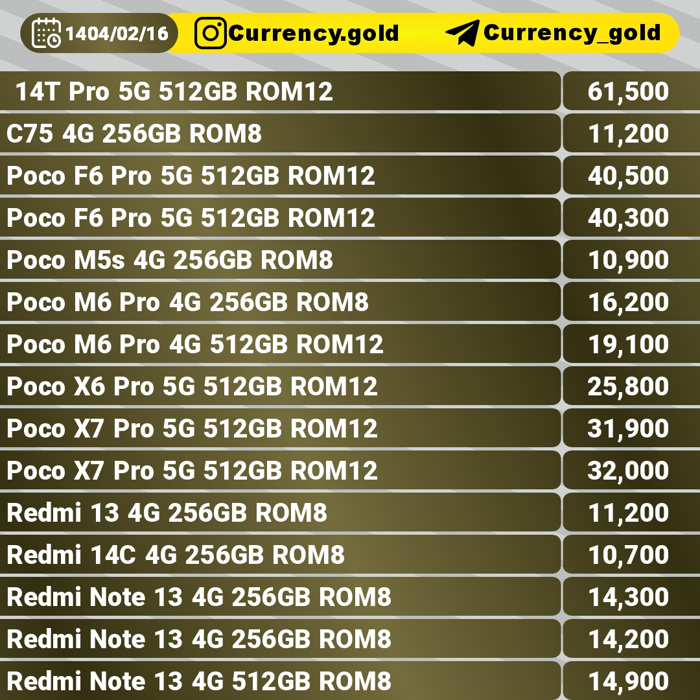 1404/02/16 Currency.gold Currency_gold
14T Pro 5G 512GB ROM12 61,500
C75 4G 256GB ROM8 11,200
Poco F6 Pro 5G 512GB ROM12 40,500
Poco F6 Pro 5G 512GB ROM12 40,300
Poco M5s 4G 256GB ROM8 10,900
Poco M6 Pro 4G 256GB ROM8 16,200
Poco M6 Pro 4G 512GB ROM12 19,100
Poco X6 Pro 5G 512GB ROM12 25,800
Poco X7 Pro 5G 512GB ROM12 31,900
Poco X7 Pro 5G 512GB ROM12 32,000
Redmi 13 4G 256GB ROM8 11,200
Redmi 14C 4G 256GB ROM8 10,700
Redmi Note 13 4G 256GB ROM8 14,300
Redmi Note 13 4G 256GB ROM8 14,200
Redmi Note 13 4G 512GB ROM8 14,900